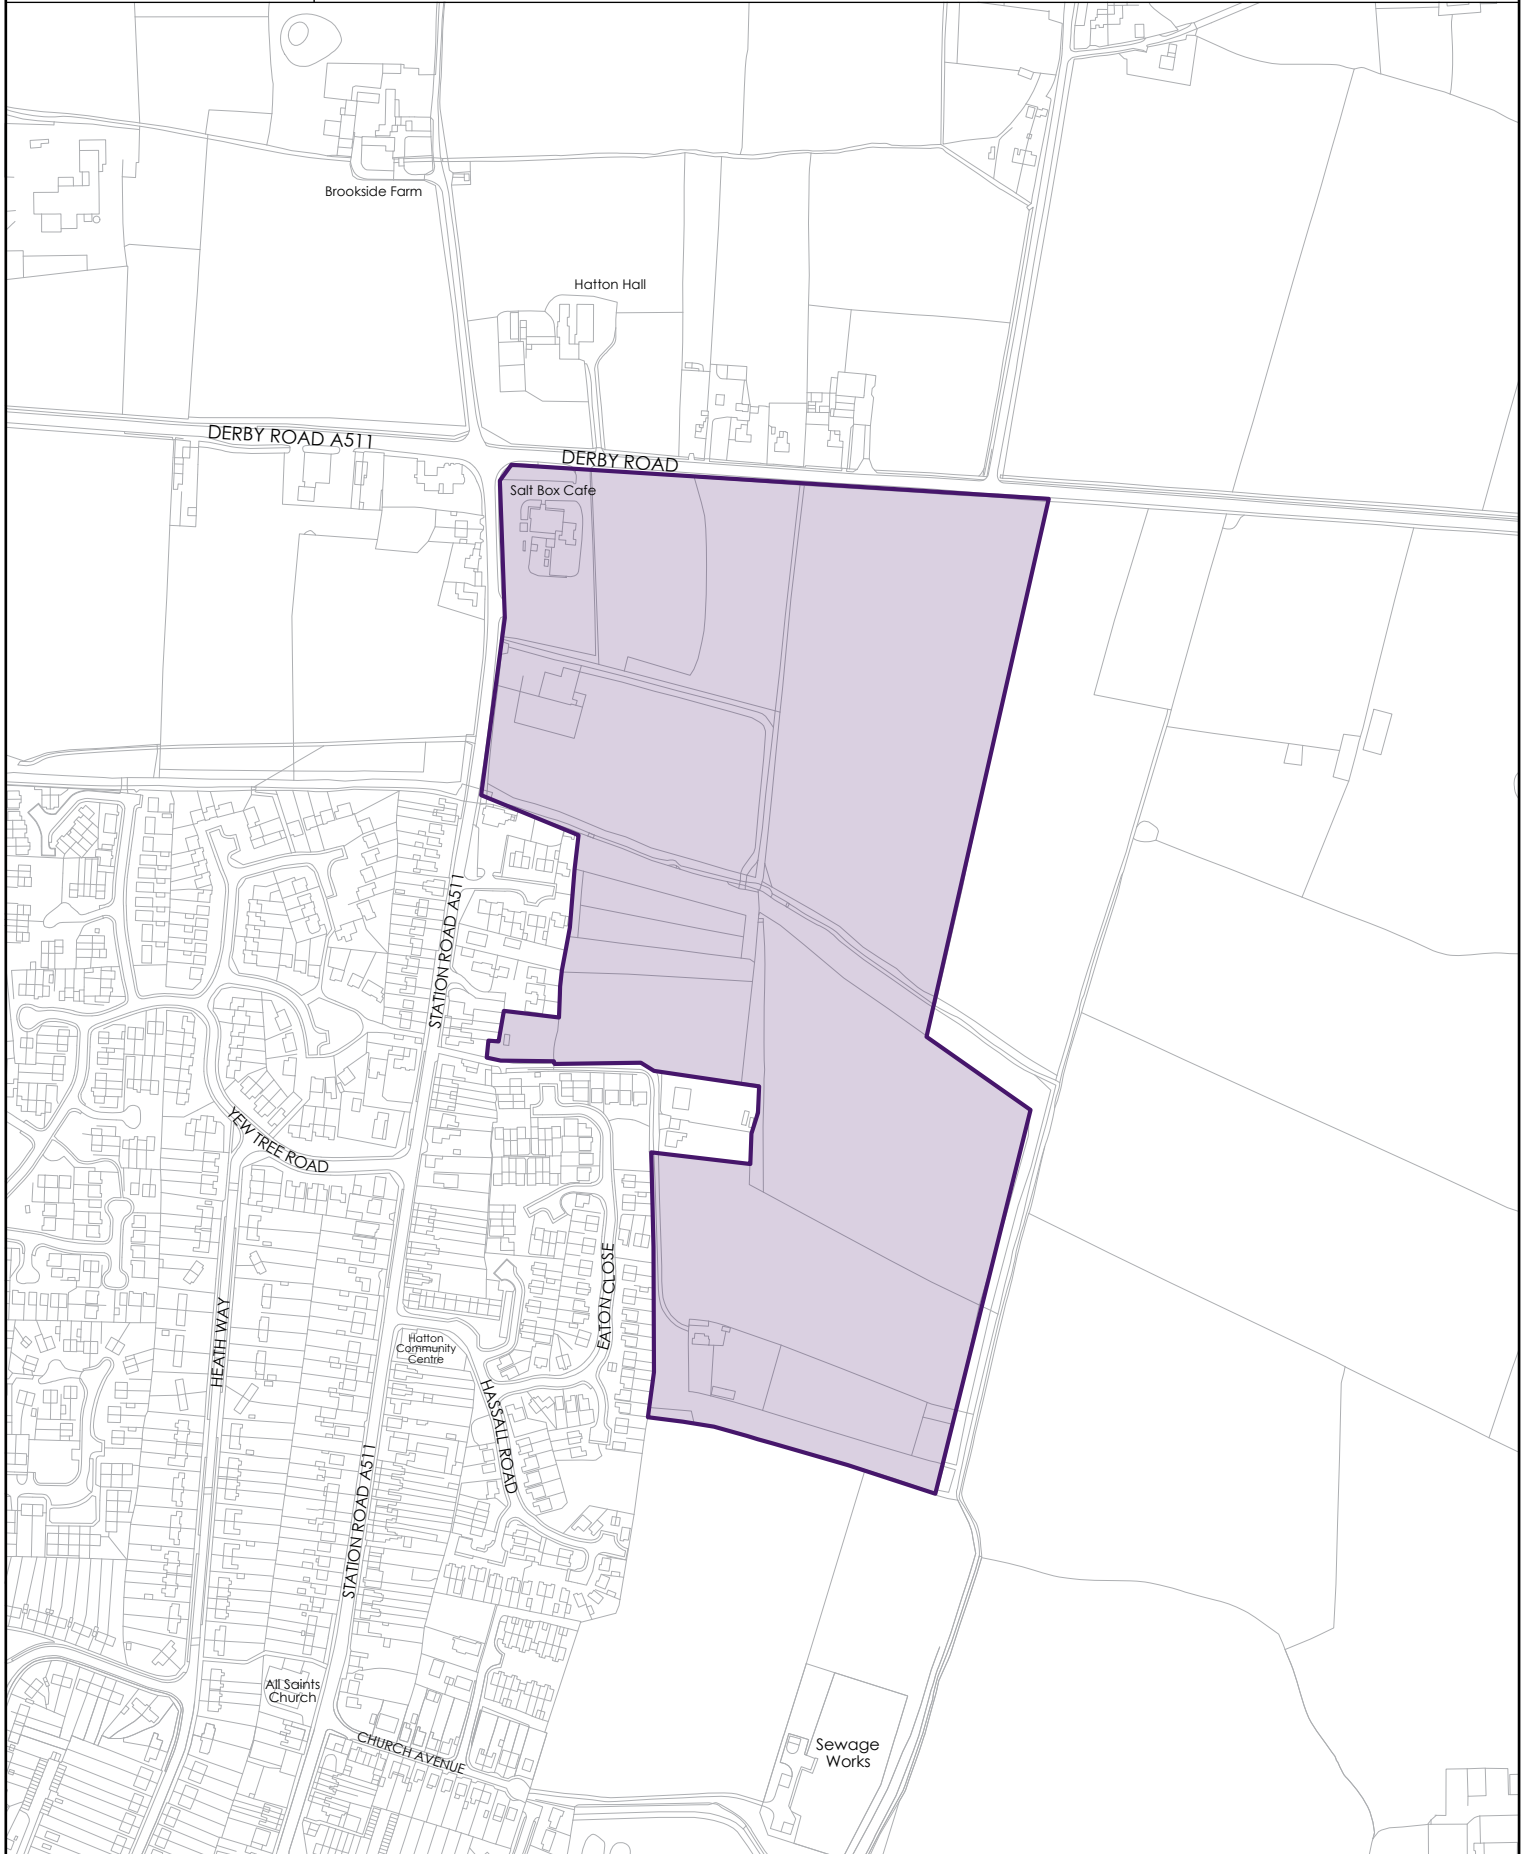 Brookside Farm
Hatton Hall
DERBY ROAD A511
DERBY ROAD
Salt Box Cafe
STATION ROAD A511
YEW TREE ROAD
EATON CLOSE
HEATH WAY
Hatton
Community
Centre
HASSALL ROAD
STATION ROAD A511
All Saints
Church
CHURCH AVENUE
Sewage
Works